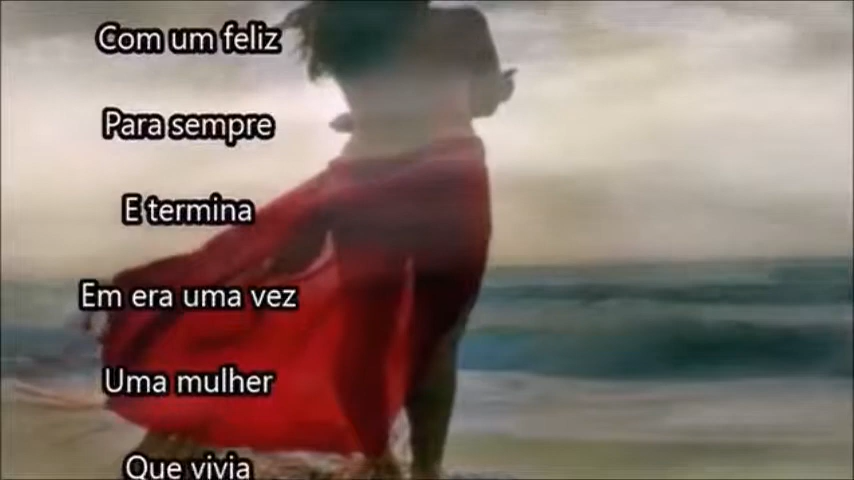 Com um feliz
Para sempre
E termina
Em era uma vez
Uma mulher
Que vivia